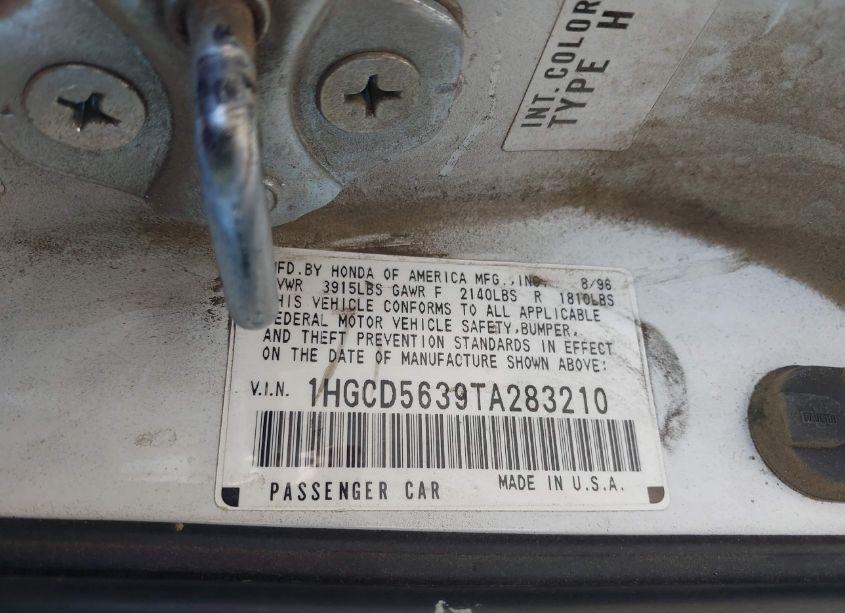 INT. COLOR
TYPE H
MFD. BY HONDA OF AMERICA MFG., INC. 8/96
GVWR 3915LBS GAWR F 2140LBS R 1810LBS
THIS VEHICLE CONFORMS TO ALL APPLICABLE
FEDERAL MOTOR VEHICLE SAFETY, BUMPER,
AND THEFT PREVENTION STANDARDS IN EFFECT
ON THE DATE OF MANUFACTURE SHOWN ABOVE:
V.I.N. 1HGCD5639TA283210
PASSENGER CAR MADE IN U.S.A.